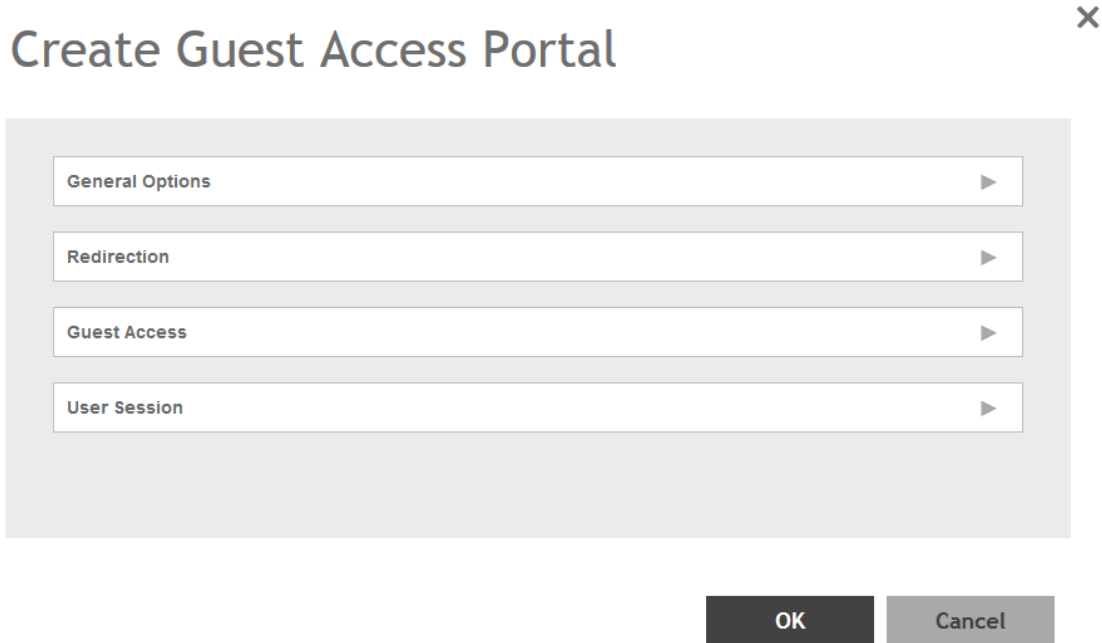 Create Guest Access Portal
General Options
Redirection
Guest Access
User Session
OK
Cancel